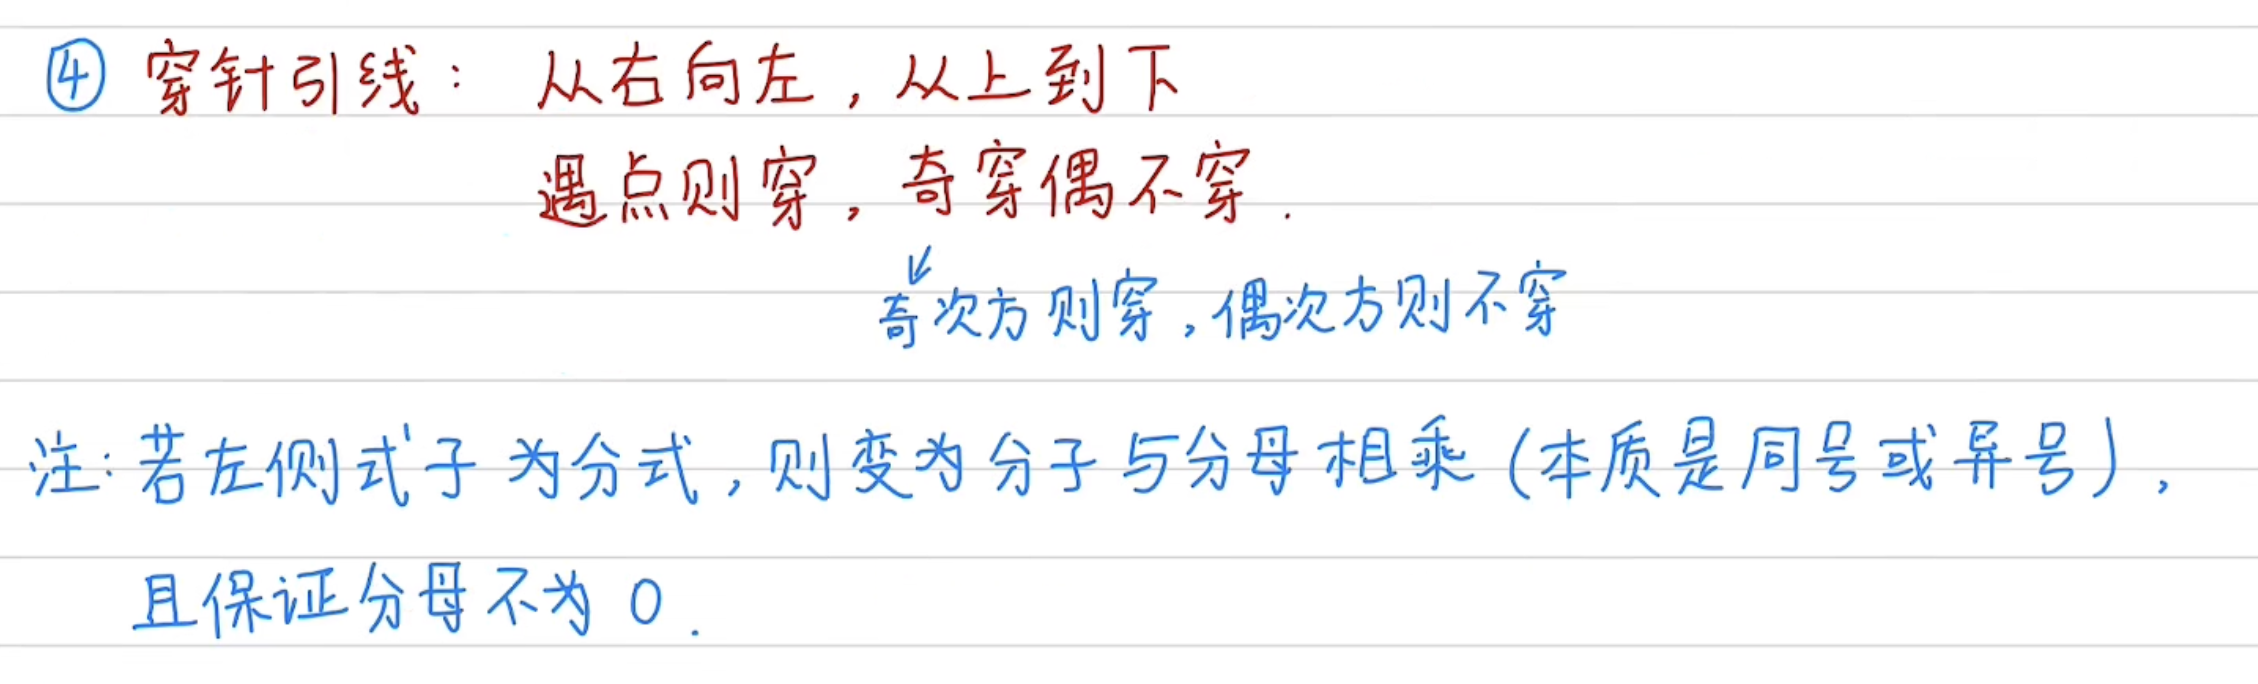 ④ 穿针引线：从右向左，从上到下
遇点则穿，奇穿偶不穿.
↙
奇次方则穿，偶次方则不穿
注：若左侧式子为分式，则变为分子与分母相乘（本质是同号或异号），
且保证分母不为 0.